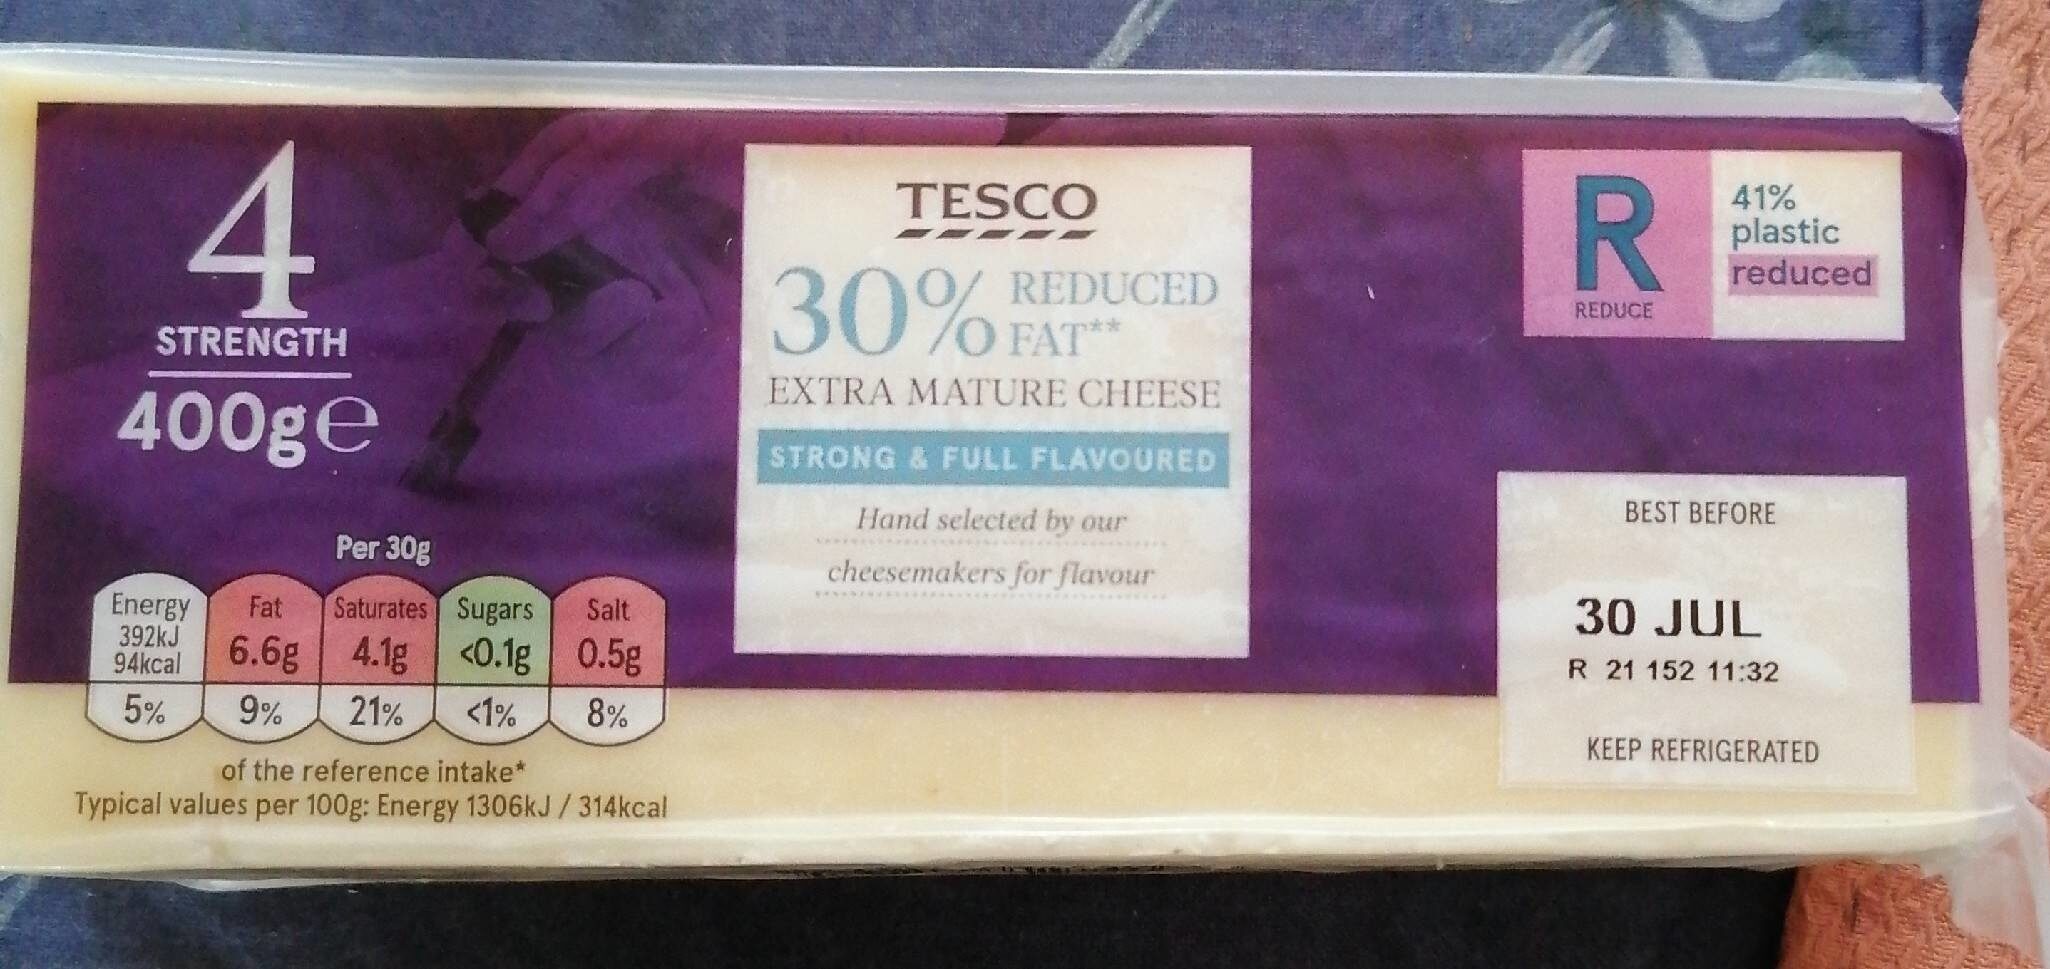 4
STRENGTH
400g℮
Per 30g
Energy
392kJ
94kcal
5%
Fat
6.6g
9%
Saturates
4.1g
21%
Sugars
<0.1g
<1%
Salt
0.5g
8%
of the reference intake*
Typical values per 100g: Energy 1306kJ / 314kcal
TESCO
30% REDUCED
FAT**
EXTRA MATURE CHEESE
STRONG & FULL FLAVOURED
Hand selected by our
cheesemakers for flavour
R
REDUCE
41%
plastic
reduced
BEST BEFORE
30 JUL
R 21 152 11:32
KEEP REFRIGERATED